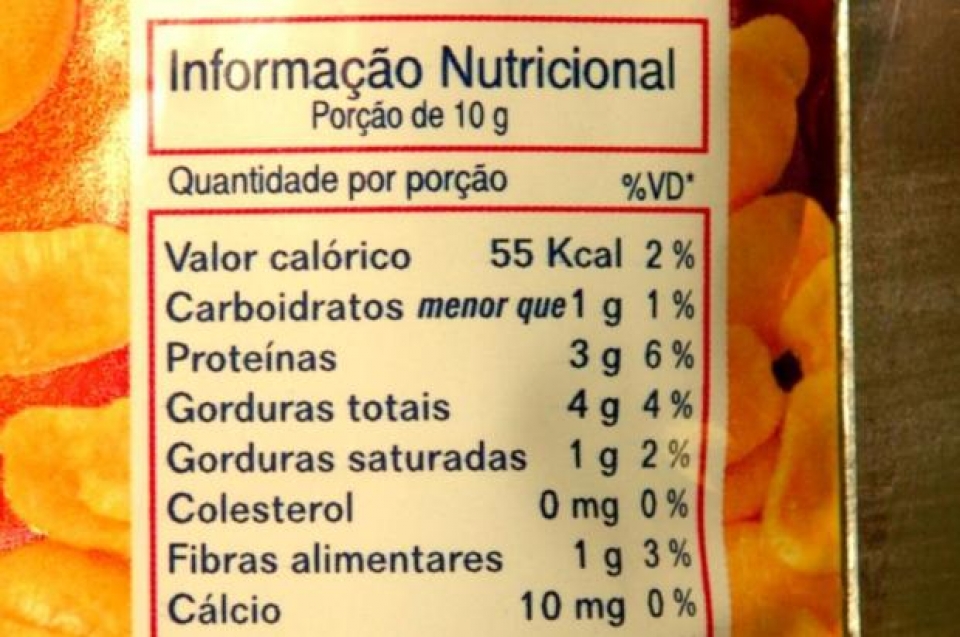 Informação Nutricional
Porção de 10 g
Quantidade por porção %VD*
Valor calórico 55 Kcal 2%
Carboidratos menor que 1 g 1%
Proteínas 3 g 6%
Gorduras totais 4 g 4%
Gorduras saturadas 1 g 2%
Colesterol 0 mg 0%
Fibras alimentares 1 g 3%
Cálcio 10 mg 0%